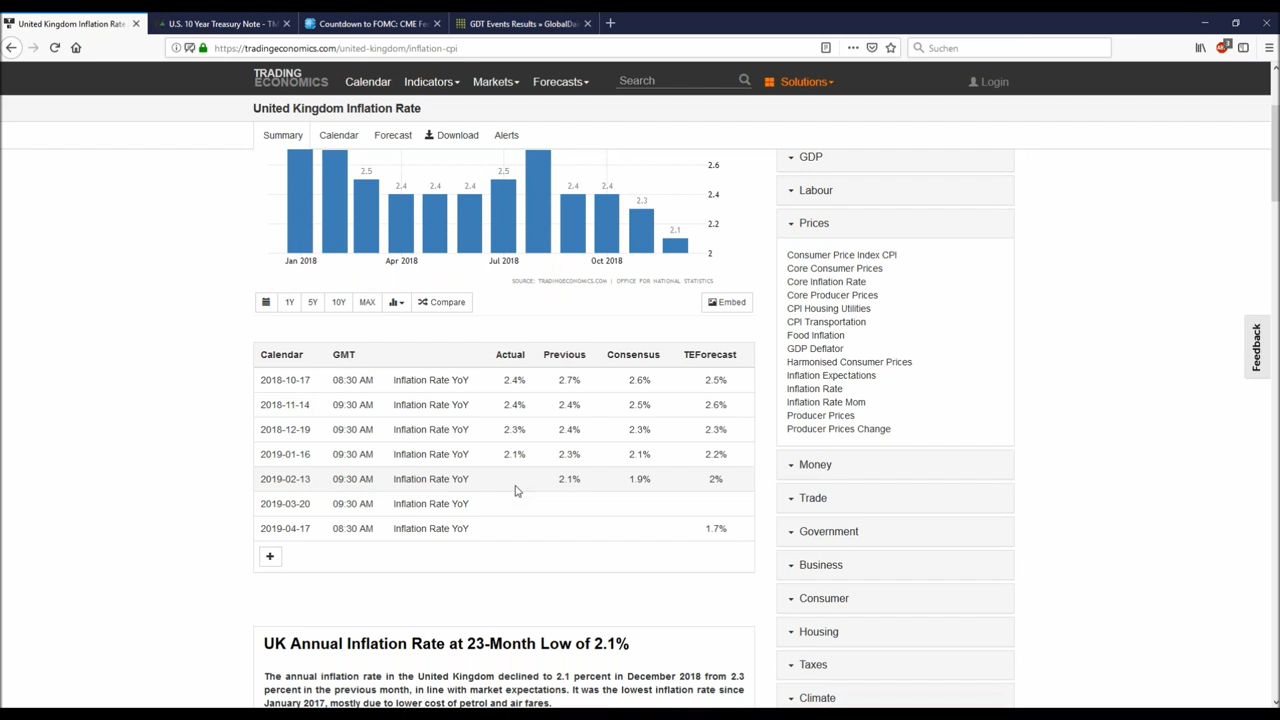 United Kingdom Inflation Rate
U.S. 10 Year Treasury Note - TM
Countdown to FOMC: CME Fe
GDT Events Results » GlobalDai
https://tradingeconomics.com/united-kingdom/inflation-cpi
Suchen
TRADING ECONOMICS
Calendar Indicators Markets Forecasts Search Solutions Login
United Kingdom Inflation Rate
Summary Calendar Forecast Download Alerts
2.5 2.4 2.4 2.4 2.5 2.4 2.4 2.3 2.1
2.6
2.4
2.2
2
Jan 2018 Apr 2018 Jul 2018 Oct 2018
SOURCE: TRADINGECONOMICS.COM | OFFICE FOR NATIONAL STATISTICS
1Y 5Y 10Y MAX Compare Embed
Calendar GMT Actual Previous Consensus TEForecast
2018-10-17 08:30 AM Inflation Rate YoY 2.4% 2.7% 2.6% 2.5%
2018-11-14 09:30 AM Inflation Rate YoY 2.4% 2.4% 2.5% 2.6%
2018-12-19 09:30 AM Inflation Rate YoY 2.3% 2.4% 2.3% 2.3%
2019-01-16 09:30 AM Inflation Rate YoY 2.1% 2.3% 2.1% 2.2%
2019-02-13 09:30 AM Inflation Rate YoY 2.1% 1.9% 2%
2019-03-20 09:30 AM Inflation Rate YoY
2019-04-17 08:30 AM Inflation Rate YoY 1.7%
+
UK Annual Inflation Rate at 23-Month Low of 2.1%
The annual inflation rate in the United Kingdom declined to 2.1 percent in December 2018 from 2.3
percent in the previous month, in line with market expectations. It was the lowest inflation rate since
January 2017, mostly due to lower cost of petrol and air fares.
GDP
Labour
Prices
Consumer Price Index CPI
Core Consumer Prices
Core Inflation Rate
Core Producer Prices
CPI Housing Utilities
CPI Transportation
Food Inflation
GDP Deflator
Harmonised Consumer Prices
Inflation Expectations
Inflation Rate
Inflation Rate Mom
Producer Prices
Producer Prices Change
Money
Trade
Government
Business
Consumer
Housing
Taxes
Climate
Feedback